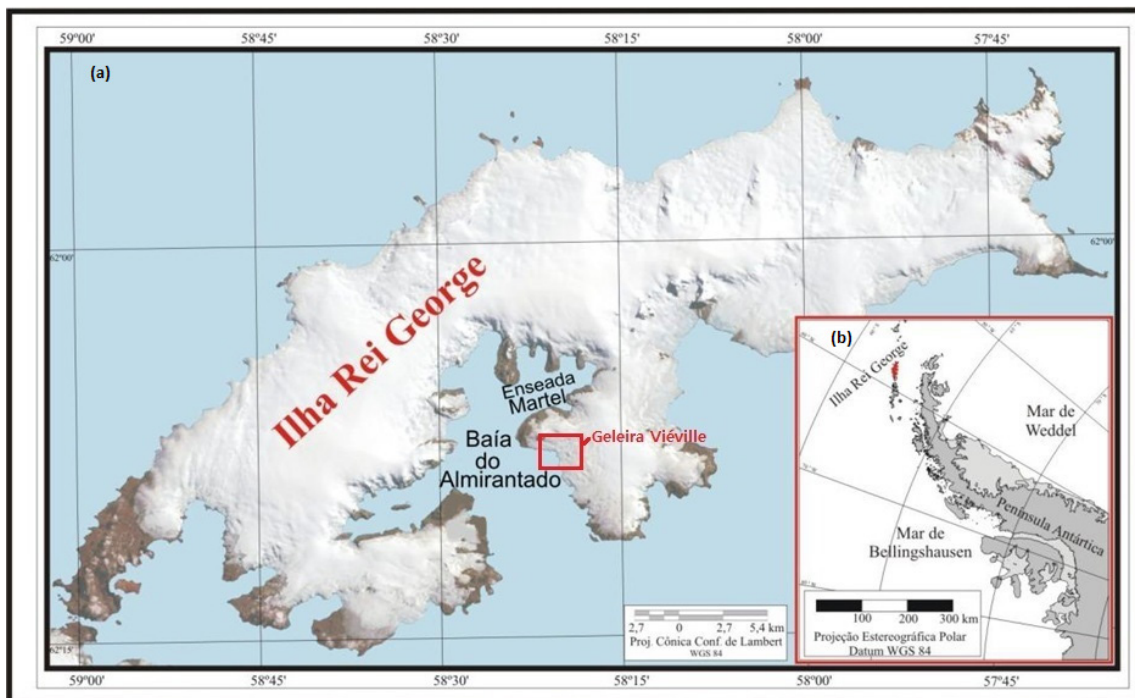 59°00'
58°45'
58°30'
58°15'
58°00'
57°45'
(a)
62°00'
62°00'
Ilha Rei George
Enseada
Martel
Geleira Viéville
Baía
do
Almirantado
(b)
Ilha Rei George
Mar de
Weddel
Península Antártica
Mar de
Bellingshausen
100 200 300 km
Projeção Estereográfica Polar
Datum WGS 84
2,7 0 2,7 5,4 km
Proj. Cônica Conf. de Lambert
WGS 84
62°15'
59°00'
58°45'
58°30'
58°15'
58°00'
57°45'